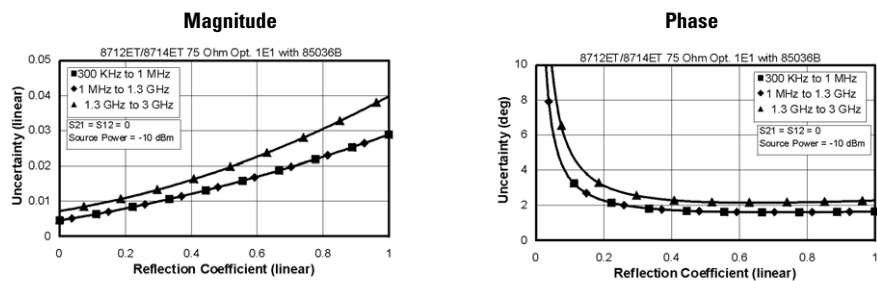 Magnitude
8712ET/8714ET 75 Ohm Opt. 1E1 with 85036B
Uncertainty (linear)
0.05
0.04
0.03
0.02
0.01
0
300 KHz to 1 MHz
1 MHz to 1.3 GHz
1.3 GHz to 3 GHz
S21 = S12 = 0
Source Power = -10 dBm
0
0.2
0.4
0.6
0.8
1
Reflection Coefficient (linear)
Phase
8712ET/8714ET 75 Ohm Opt. 1E1 with 85036B
Uncertainty (deg)
10
8
6
4
2
0
300 KHz to 1 MHz
1 MHz to 1.3 GHz
1.3 GHz to 3 GHz
S21 = S12 = 0
Source Power = -10 dBm
0
0.2
0.4
0.6
0.8
1
Reflection Coefficient (linear)